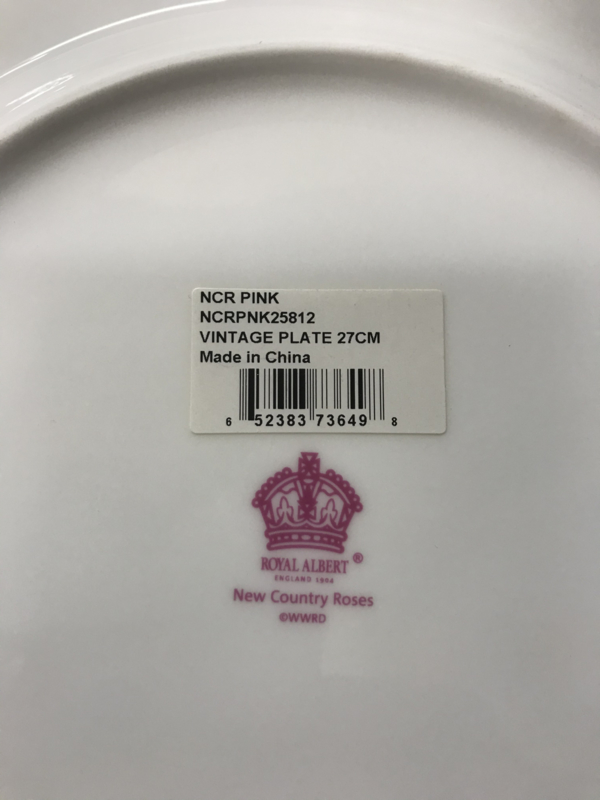 NCR PINK
NCRPNK25812
VINTAGE PLATE 27CM
Made in China
6 52383 73649 8
ROYAL ALBERT®
ENGLAND 1904
New Country Roses
©WWRD